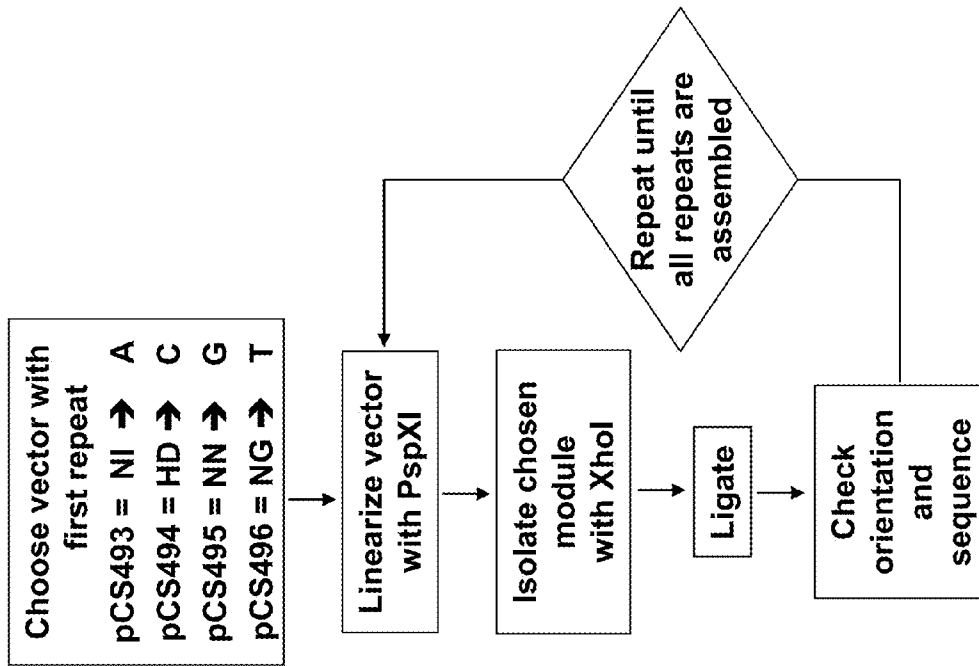 Choose vector with
first repeat
pCS493 = NI ➔ A
pCS494 = HD ➔ C
pCS495 = NN ➔ G
pCS496 = NG ➔ T
Linearize vector
with PspXI
Isolate chosen
module
with XhoI
Ligate
Check
orientation
and
sequence
Repeat until
all repeats are
assembled